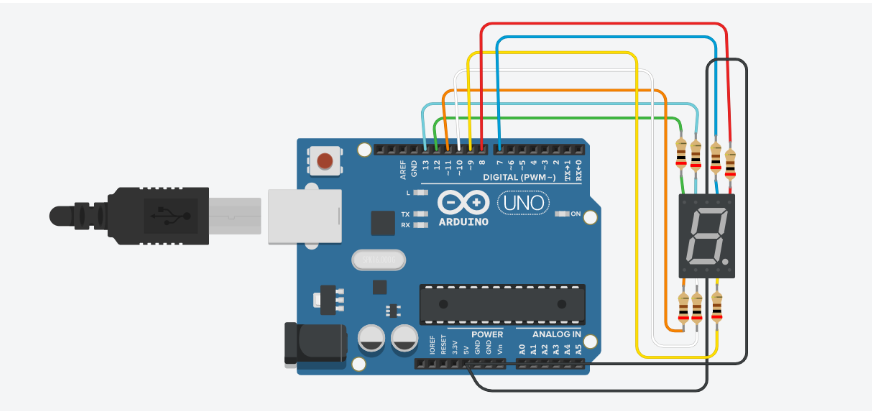 AREF
GND
13
12
~11
~10
~9
8
7
~6
~5
4
~3
2
TX→1
RX←0
DIGITAL (PWM~)
L
TX
RX
ARDUINO
UNO
ON
POWER
ANALOG IN
IOREF
RESET
3.3V
5V
GND
GND
Vin
A0
A1
A2
A3
A4
A5